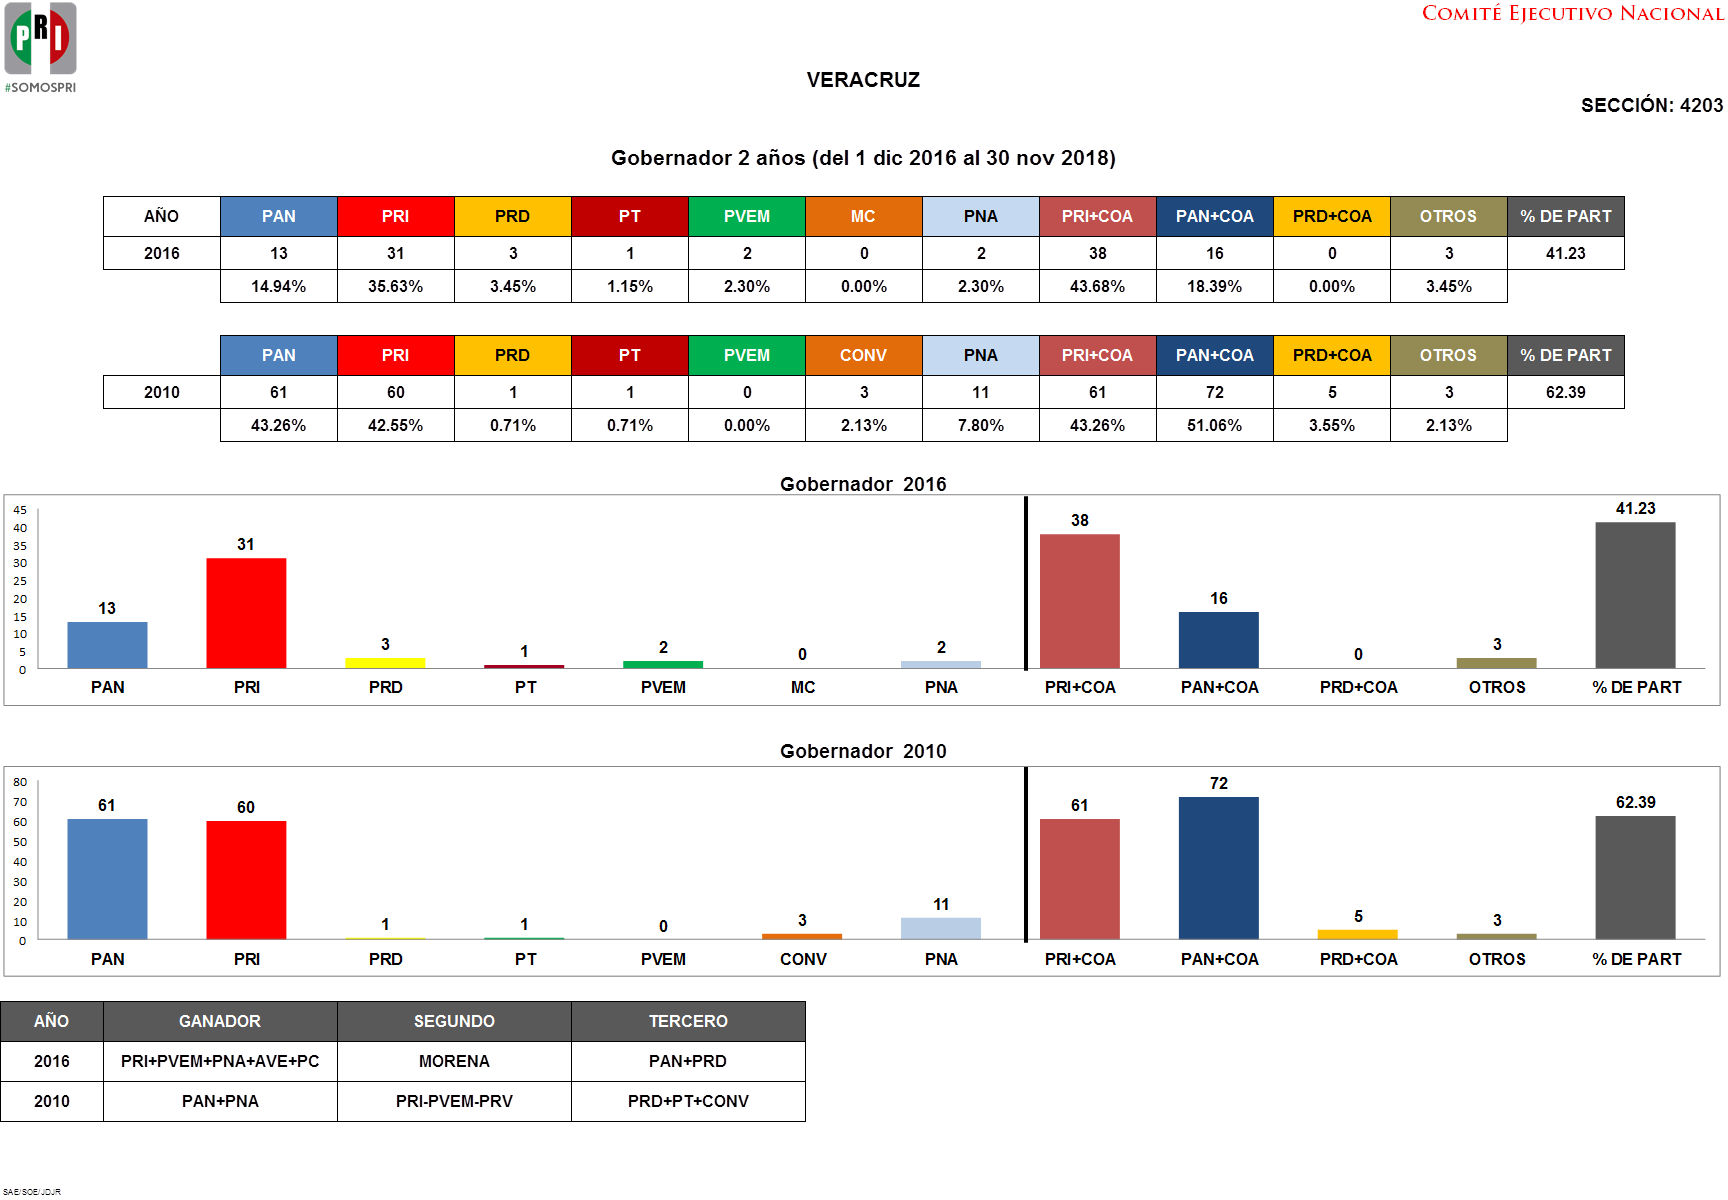 PRI
#SOMOSPRI
COMITÉ EJECUTIVO NACIONAL
VERACRUZ
SECCIÓN: 4203
Gobernador 2 años (del 1 dic 2016 al 30 nov 2018)
AÑO PAN PRI PRD PT PVEM MC PNA PRI+COA PAN+COA PRD+COA OTROS % DE PART
2016 13 31 3 1 2 0 2 38 16 0 3 41.23
14.94% 35.63% 3.45% 1.15% 2.30% 0.00% 2.30% 43.68% 18.39% 0.00% 3.45%
PAN PRI PRD PT PVEM CONV PNA PRI+COA PAN+COA PRD+COA OTROS % DE PART
2010 61 60 1 1 0 3 11 61 72 5 3 62.39
43.26% 42.55% 0.71% 0.71% 0.00% 2.13% 7.80% 43.26% 51.06% 3.55% 2.13%
Gobernador 2016
45
40
35
30
25
20
15
10
5
0
13 31 3 1 2 0 2 38 16 0 3 41.23
PAN PRI PRD PT PVEM MC PNA PRI+COA PAN+COA PRD+COA OTROS % DE PART
Gobernador 2010
80
70
60
50
40
30
20
10
0
61 60 1 1 0 3 11 61 72 5 3 62.39
PAN PRI PRD PT PVEM CONV PNA PRI+COA PAN+COA PRD+COA OTROS % DE PART
AÑO GANADOR SEGUNDO TERCERO
2016 PRI+PVEM+PNA+AVE+PC MORENA PAN+PRD
2010 PAN+PNA PRI-PVEM-PRV PRD+PT+CONV
SAE/SOE/JDJR